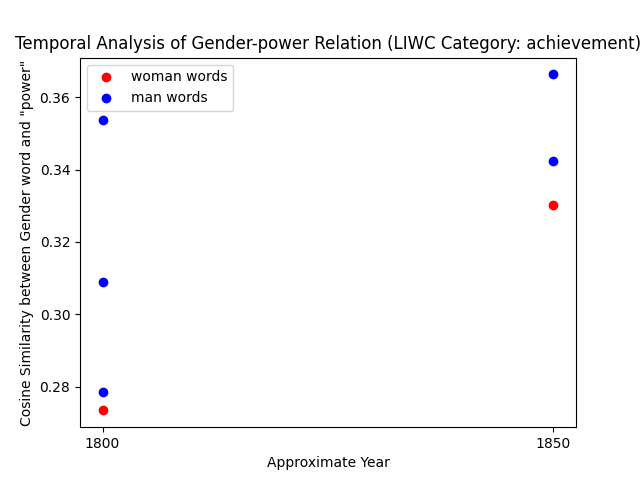 Temporal Analysis of Gender-power Relation (LIWC Category: achievement)
Cosine Similarity between Gender word and "power"
woman words
man words
0.36
0.34
0.32
0.30
0.28
1800
1850
Approximate Year